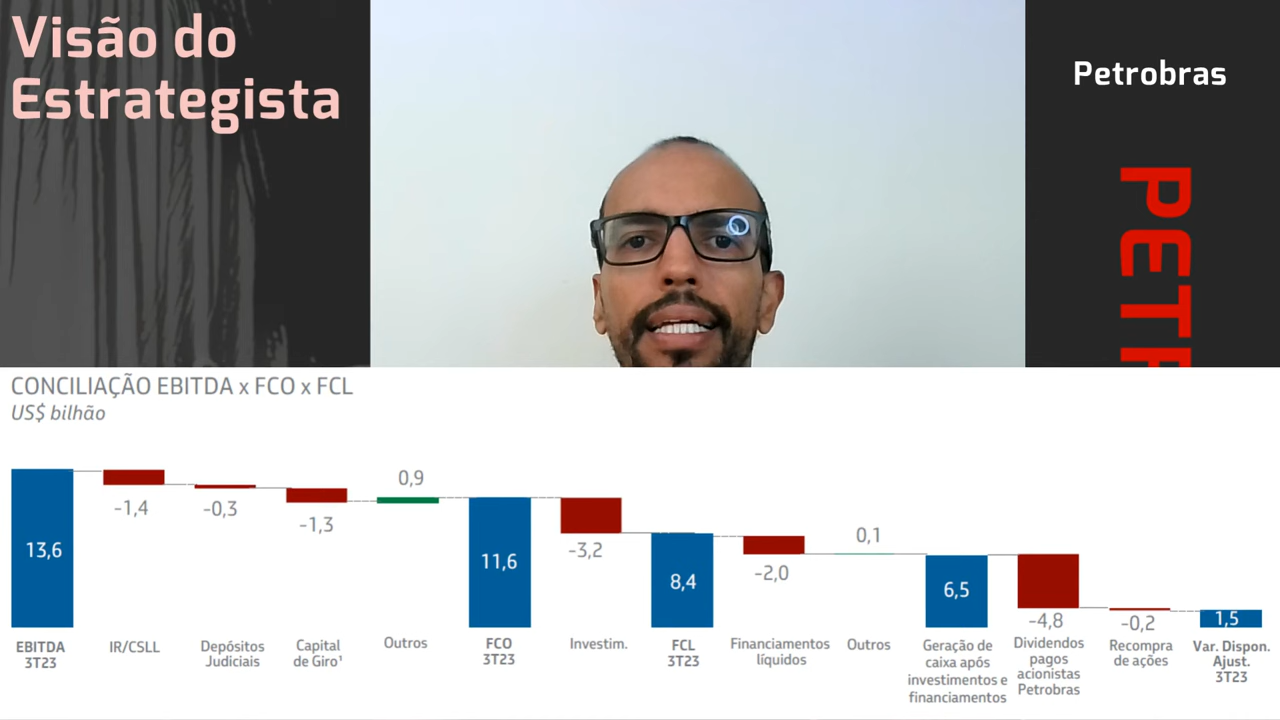 Visão do
Estrategista
Petrobras
PETR
CONCILIAÇÃO EBITDA x FCO x FCL
US$ bilhão
13,6
-1,4
-0,3
-1,3
0,9
11,6
-3,2
8,4
-2,0
0,1
6,5
-4,8
-0,2
1,5
EBITDA
3T23
IR/CSLL
Depósitos
Judiciais
Capital
de Giro¹
Outros
FCO
3T23
Investim.
FCL
3T23
Financiamentos
líquidos
Outros
Geração de
caixa após
investimentos e
financiamentos
Dividendos
pagos
acionistas
Petrobras
Recompra
de ações
Var. Dispon.
Ajust.
3T23